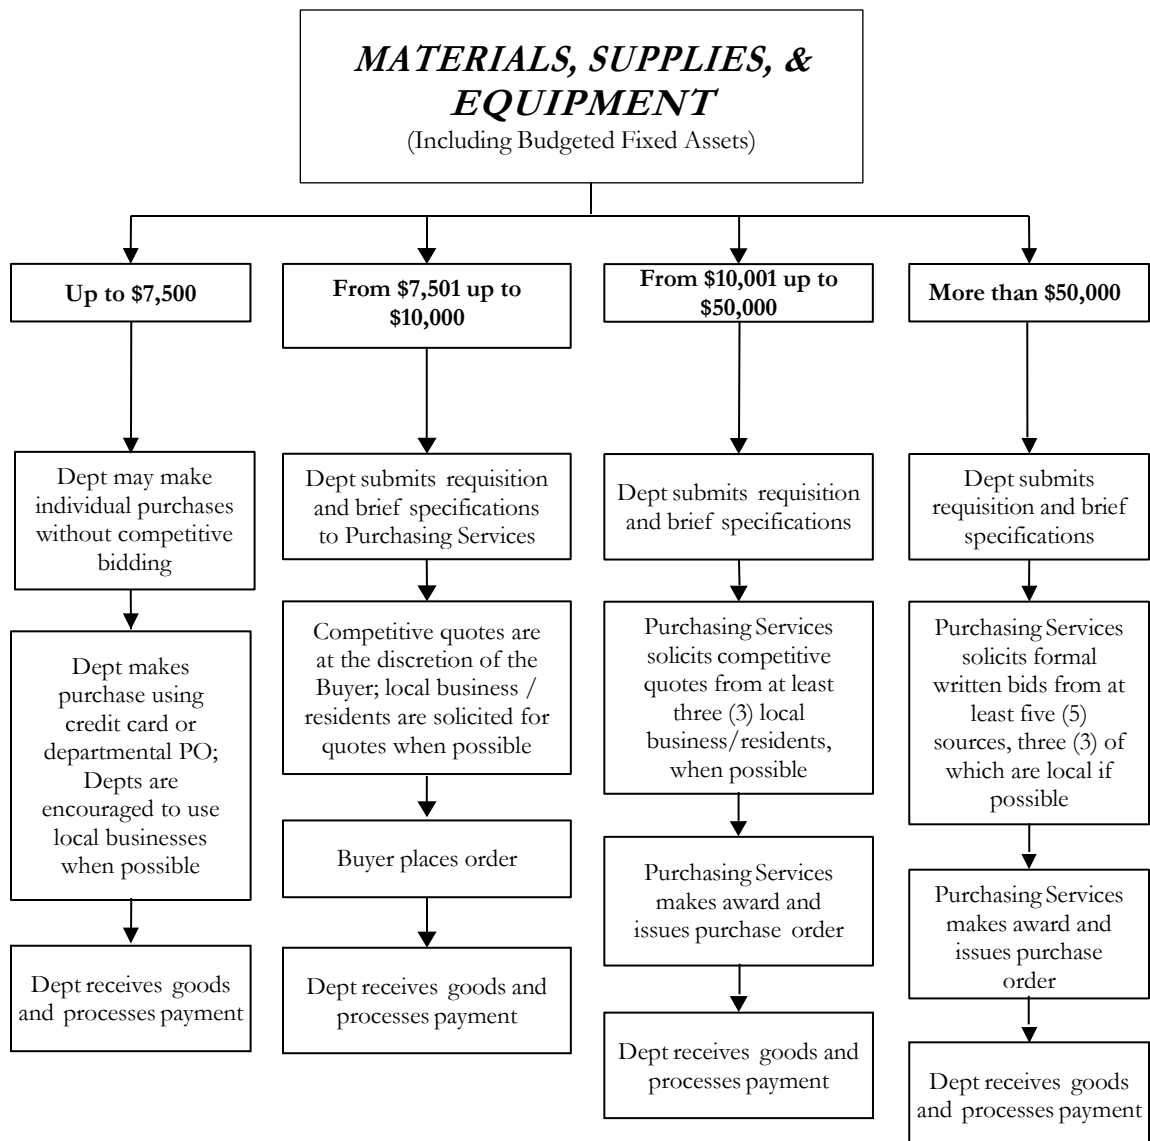 MATERIALS, SUPPLIES, &
EQUIPMENT
(Including Budgeted Fixed Assets)
Up to $7,500
From $7,501 up to
$10,000
From $10,001 up to
$50,000
More than $50,000
Dept may make
individual purchases
without competitive
bidding
Dept submits requisition
and brief specifications
to Purchasing Services
Dept submits requisition
and brief specifications
Dept submits
requisition and brief
specifications
Dept makes
purchase using
credit card or
departmental PO;
Depts are
encouraged to use
local businesses
when possible
Competitive quotes are
at the discretion of the
Buyer; local business /
residents are solicited for
quotes when possible
Purchasing Services
solicits competitive
quotes from at least
three (3) local
business/residents,
when possible
Purchasing Services
solicits formal
written bids from at
least five (5)
sources, three (3) of
which are local if
possible
Buyer places order
Purchasing Services
makes award and
issues purchase order
Purchasing Services
makes award and
issues purchase
order
Dept receives goods
and processes payment
Dept receives goods and
processes payment
Dept receives goods and
processes payment
Dept receives goods
and processes payment